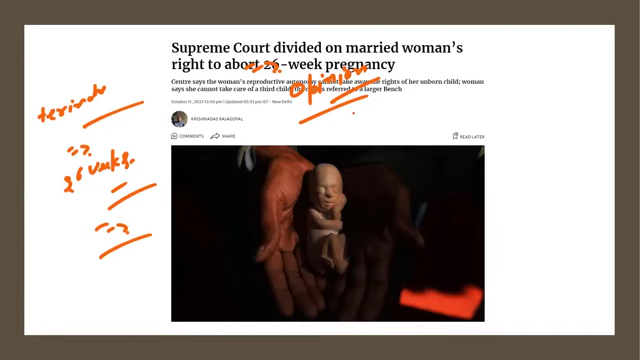 Supreme Court divided on married woman's
right to abort 26-week pregnancy
Opinion
Centre says the woman's reproductive autonomy cannot take away the rights of her unborn child; woman
says she cannot take care of a third child; the case is referred to a larger Bench
October 11, 2023 12:56 pm | Updated 05:23 pm IST - New Delhi
KRISHNADAS RAJAGOPAL
COMMENTS SHARE READ LATER
26 weeks